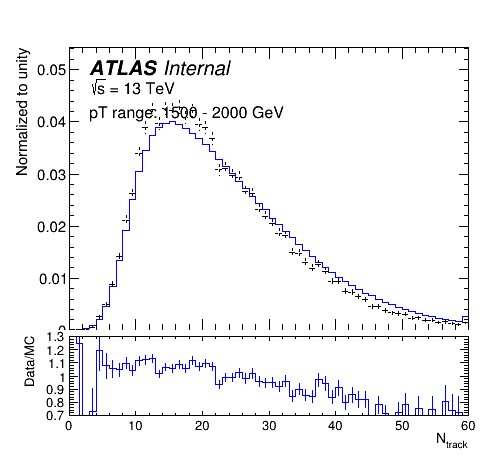 ATLAS Internal
√s = 13 TeV
pT range: 1500 - 2000 GeV
Normalized to unity
0.05
0.04
0.03
0.02
0.01
0
Data/MC
1.3
1.2
1.1
1
0.9
0.8
0.7
0 10 20 30 40 50 60
Ntrack